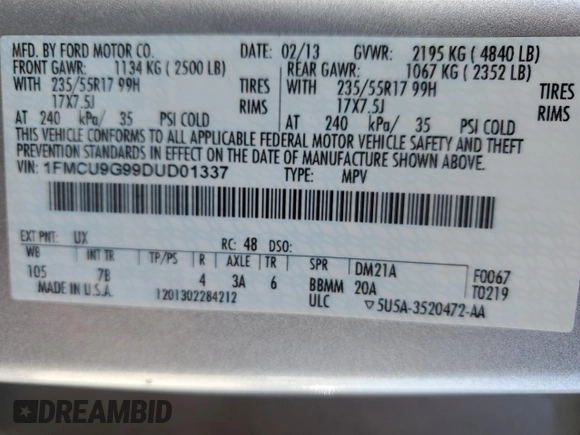 MFD. BY FORD MOTOR CO.
DATE: 02/13 GVWR: 2195 KG ( 4840 LB)
FRONT GAWR: 1134 KG ( 2500 LB)
REAR GAWR: 1067 KG ( 2352 LB)
WITH 235/55R17 99H TIRES
WITH 235/55R17 99H TIRES
17X7.5J RIMS
17X7.5J RIMS
AT 240 kPa/ 35 PSI COLD
AT 240 kPa/ 35 PSI COLD
THIS VEHICLE CONFORMS TO ALL APPLICABLE FEDERAL MOTOR VEHICLE SAFETY AND THEFT
PREVENTION STANDARDS IN EFFECT ON THE DATE OF MANUFACTURE SHOWN ABOVE.
VIN: 1FMCU9G99DUD01337 TYPE: MPV
EXT PNT: UX RC: 48 DSO:
WB INT TR TP/PS R AXLE TR SPR DM21A F0067
105 7B 4 3A 6 BBMM 20A T0219
MADE IN U.S.A. 1201302284212 ULC ▽5U5A-3520472-AA
DREAMBID